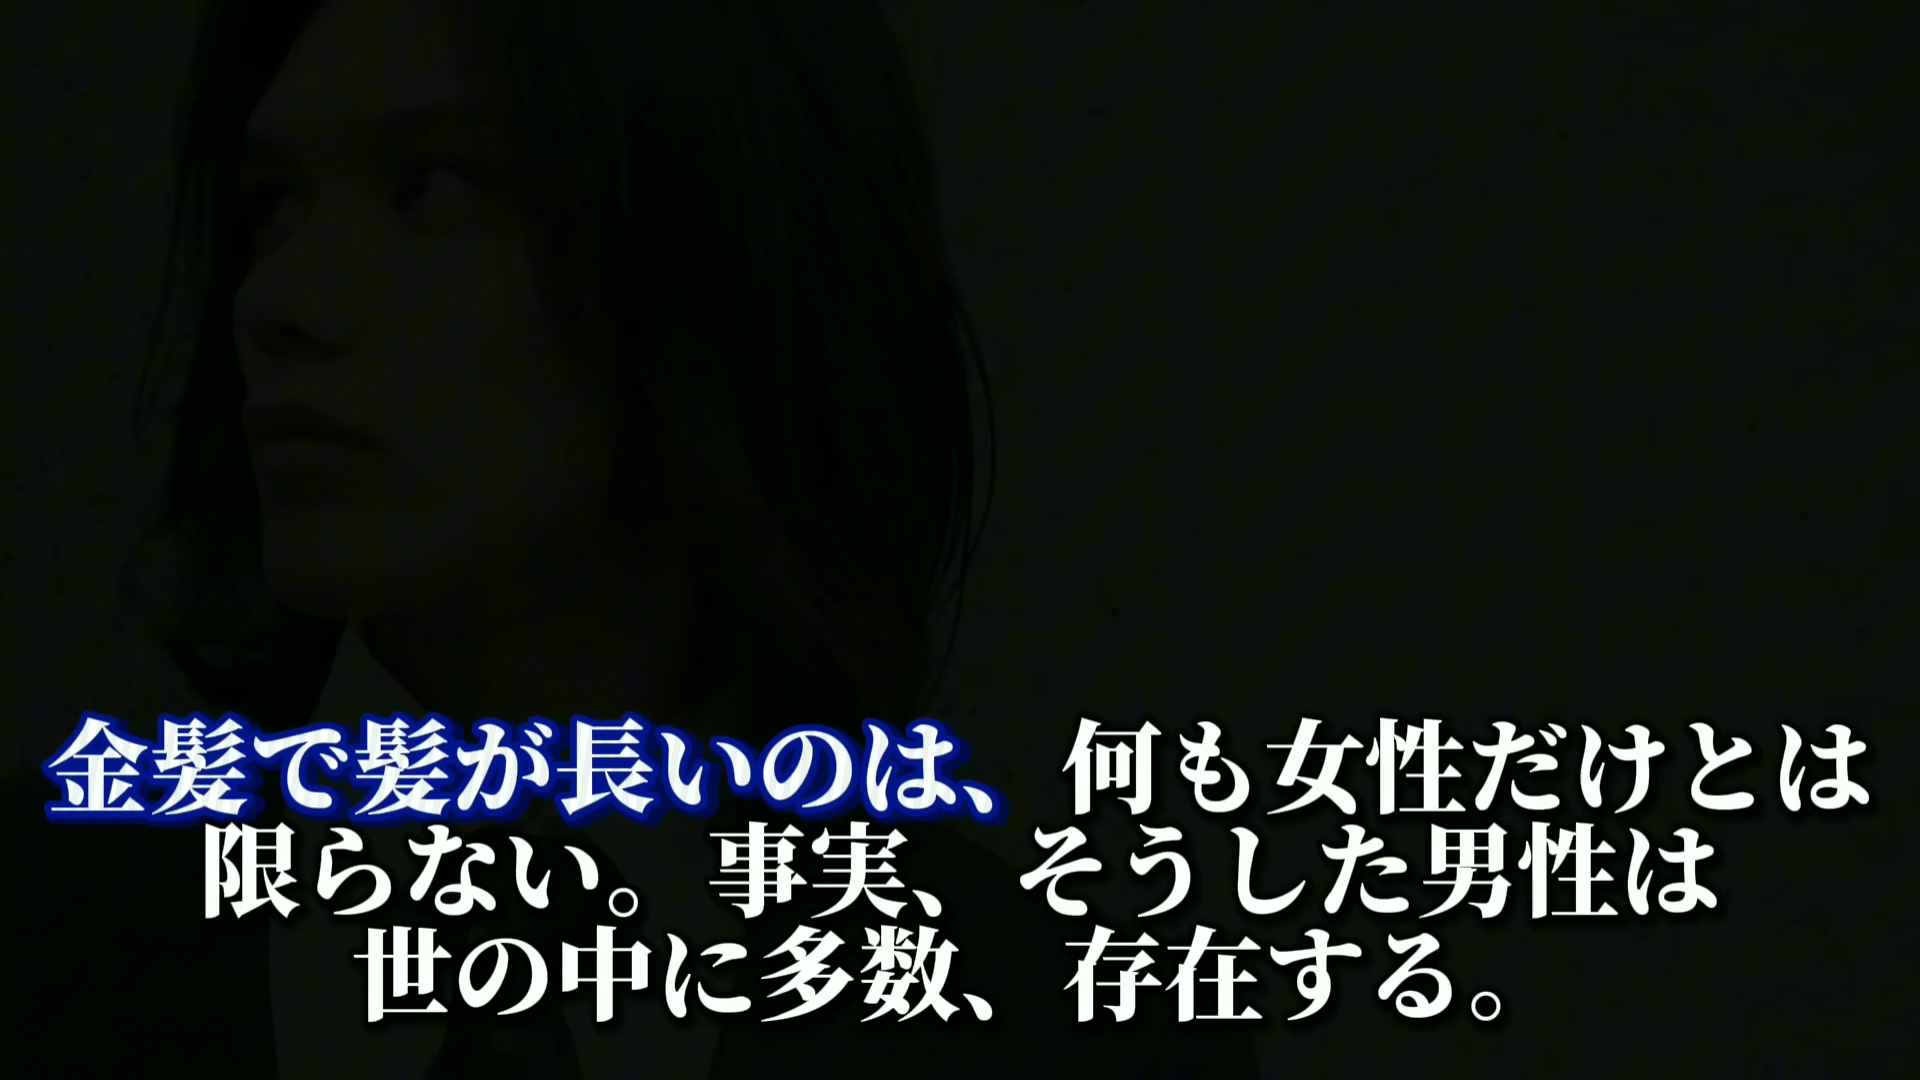 金髪で髪が長いのは、何も女性だけとは
限らない。事実、そうした男性は
世の中に多数、存在する。